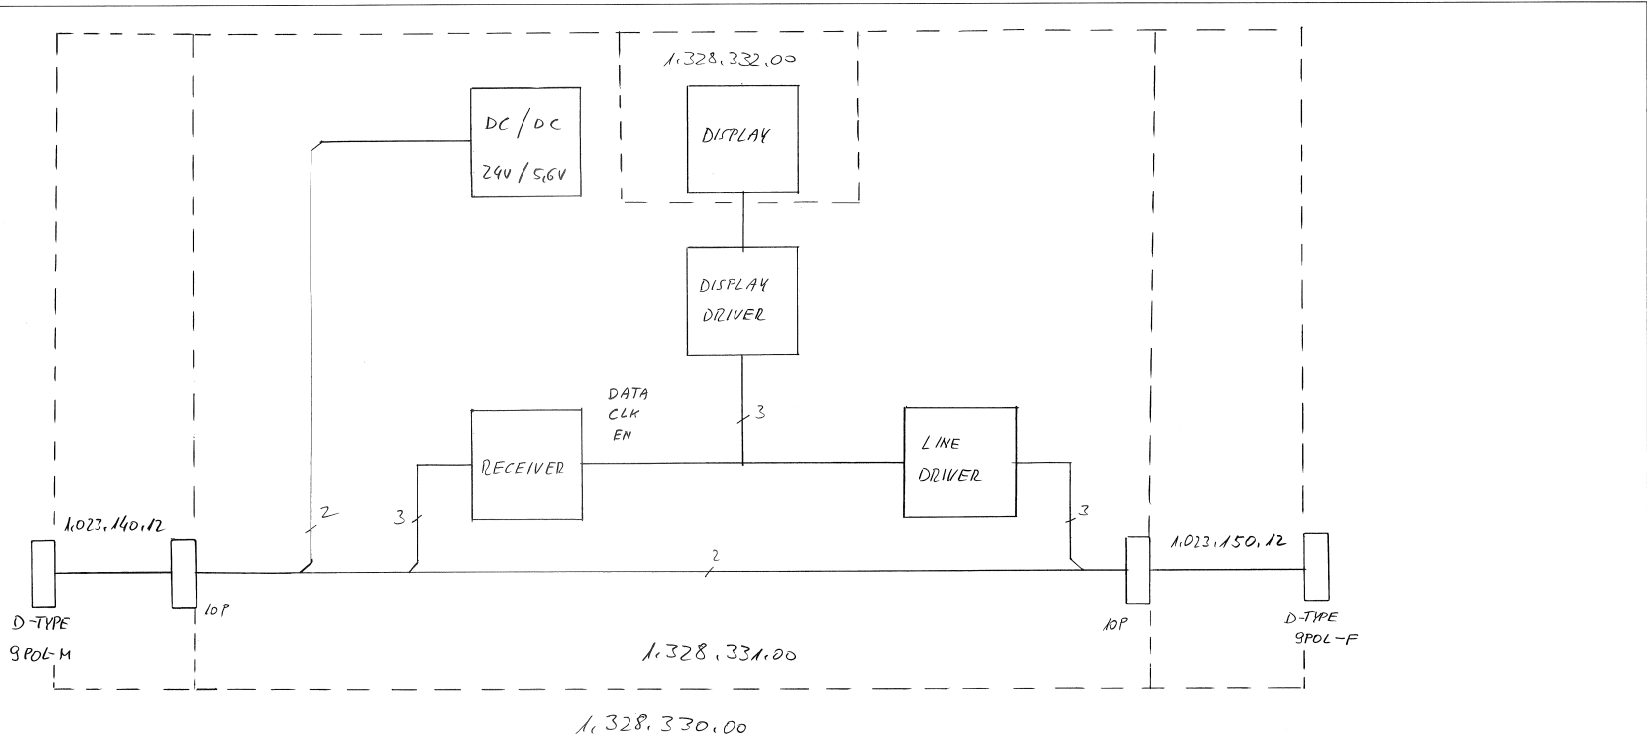 1.328.332.00
DC/DC
24V/5,6V
DISPLAY
DISPLAY
DRIVER
DATA
CLK
EN
3
RECEIVER
LINE
DRIVER
2
3
3
1.023.140.12
1.023.150.12
2
10P
10P
D-TYPE
9POL-M
D-TYPE
9POL-F
1.328.331.00
1.328.330.00